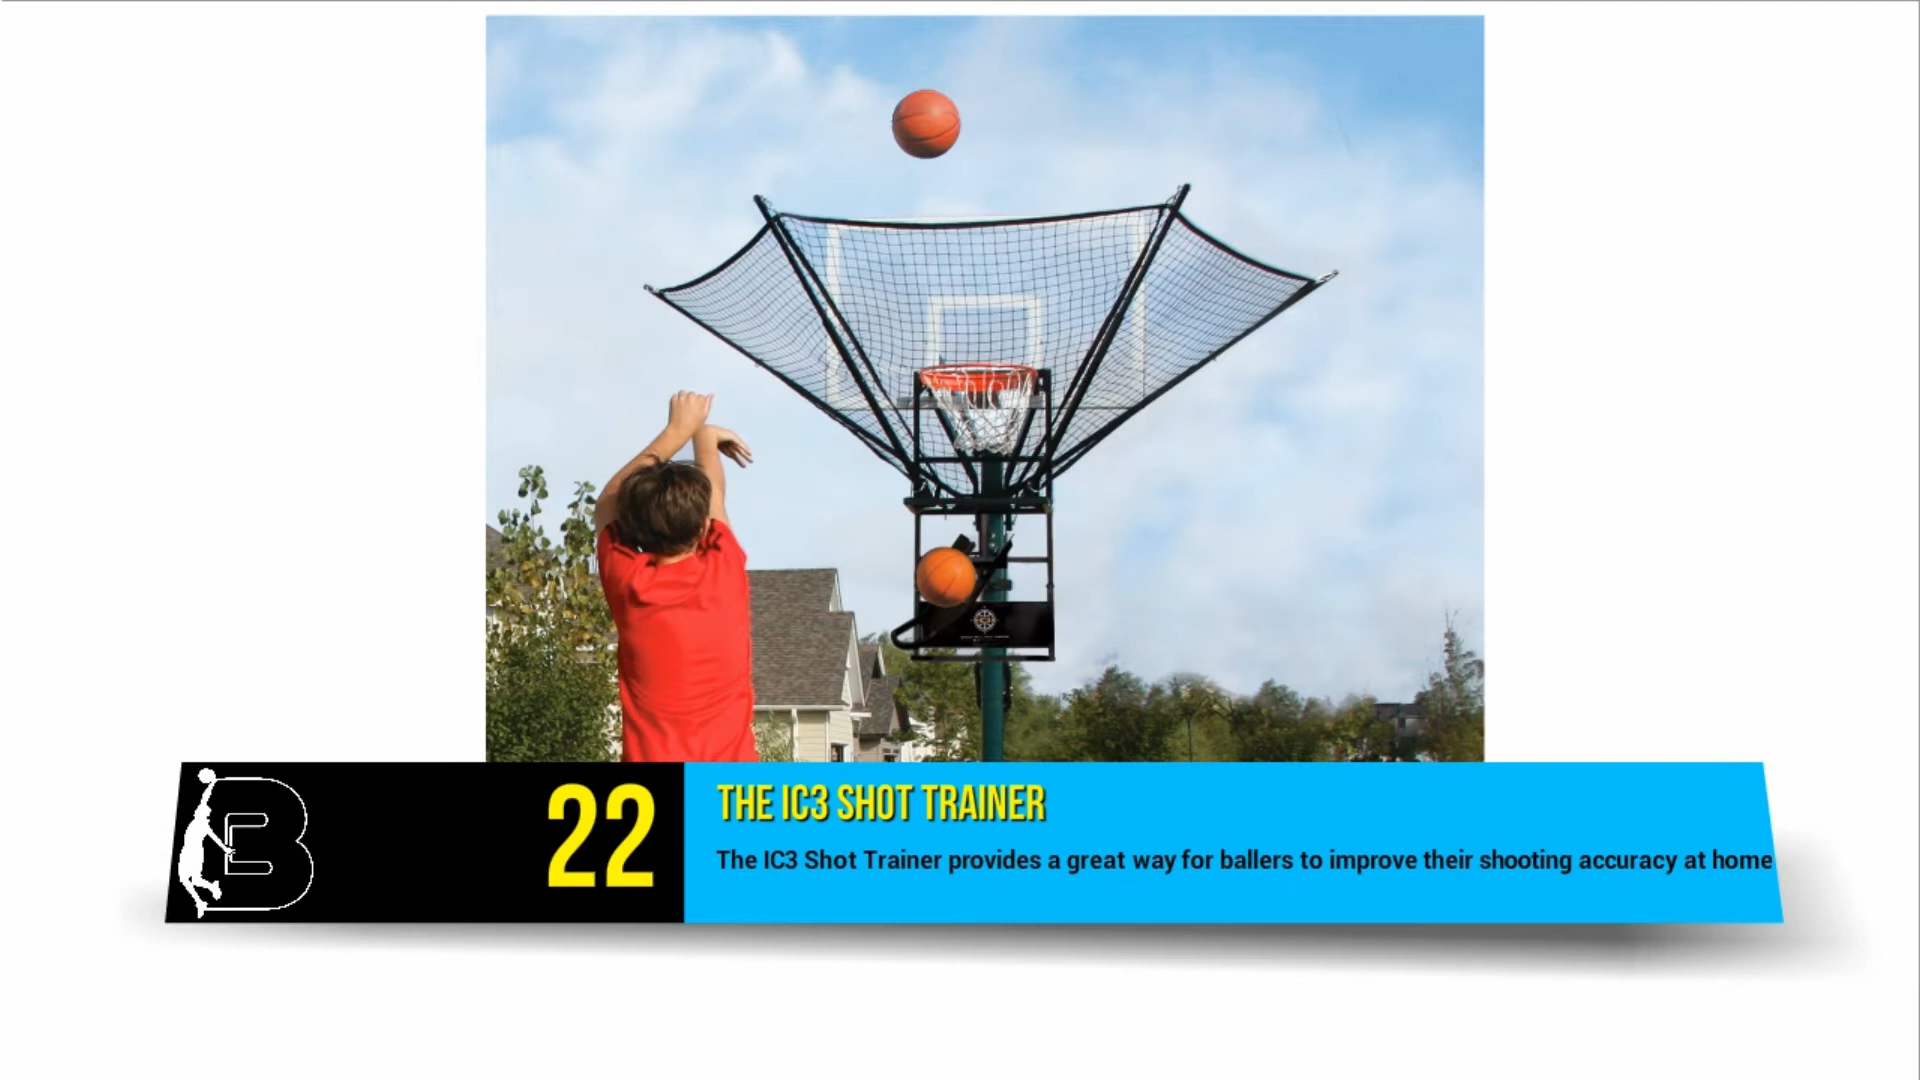 22
THE IC3 SHOT TRAINER
The IC3 Shot Trainer provides a great way for ballers to improve their shooting accuracy at home